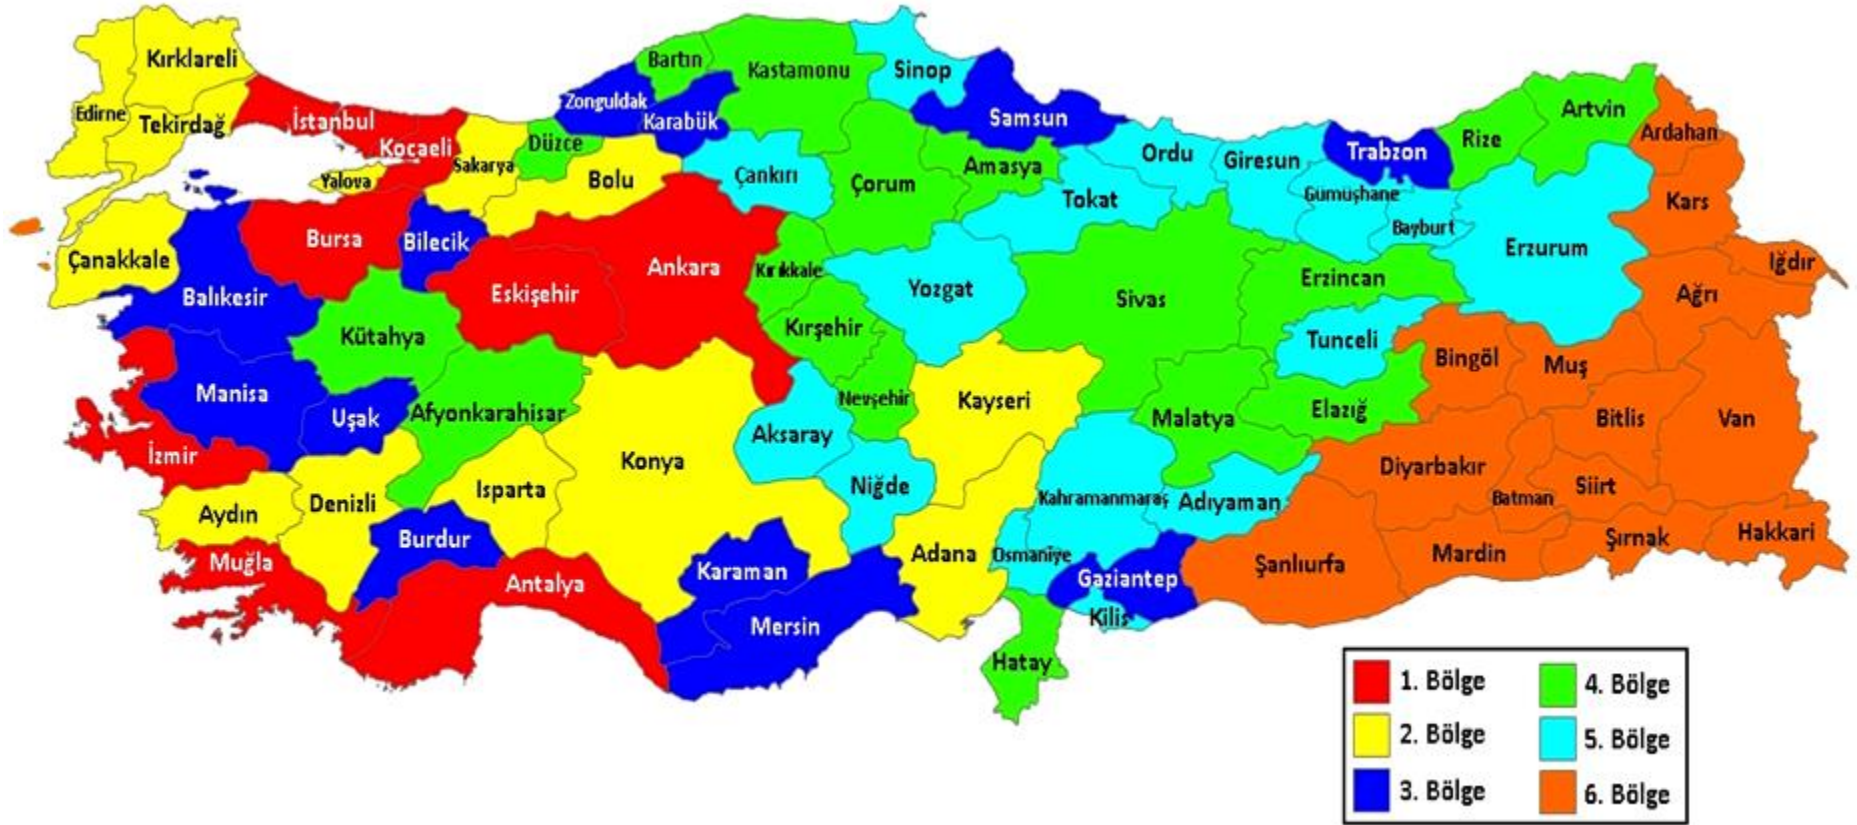 Kırklareli
Bartın
Kastamonu
Sinop
Edirne
Tekirdağ
İstanbul
Zonguldak
Karabük
Samsun
Artvin
Ardahan
Kocaeli
Sakarya
Düzce
Yalova
Bolu
Çankırı
Çorum
Amasya
Ordu
Giresun
Trabzon
Rize
Tokat
Gümüşhane
Bayburt
Kars
Çanakkale
Bursa
Bilecik
Ankara
Kırıkkale
Erzurum
Iğdır
Balıkesir
Eskişehir
Yozgat
Sivas
Erzincan
Ağrı
Kütahya
Kırşehir
Tunceli
Bingöl
Muş
Manisa
Uşak
Afyonkarahisar
Nevşehir
Kayseri
Malatya
Elazığ
Bitlis
Van
İzmir
Konya
Aksaray
Diyarbakır
Aydın
Denizli
Isparta
Niğde
Kahramanmaraş
Adıyaman
Batman
Siirt
Muğla
Burdur
Antalya
Karaman
Adana
Osmaniye
Gaziantep
Şanlıurfa
Mardin
Şırnak
Hakkari
Mersin
Kilis
Hatay
1. Bölge
2. Bölge
3. Bölge
4. Bölge
5. Bölge
6. Bölge